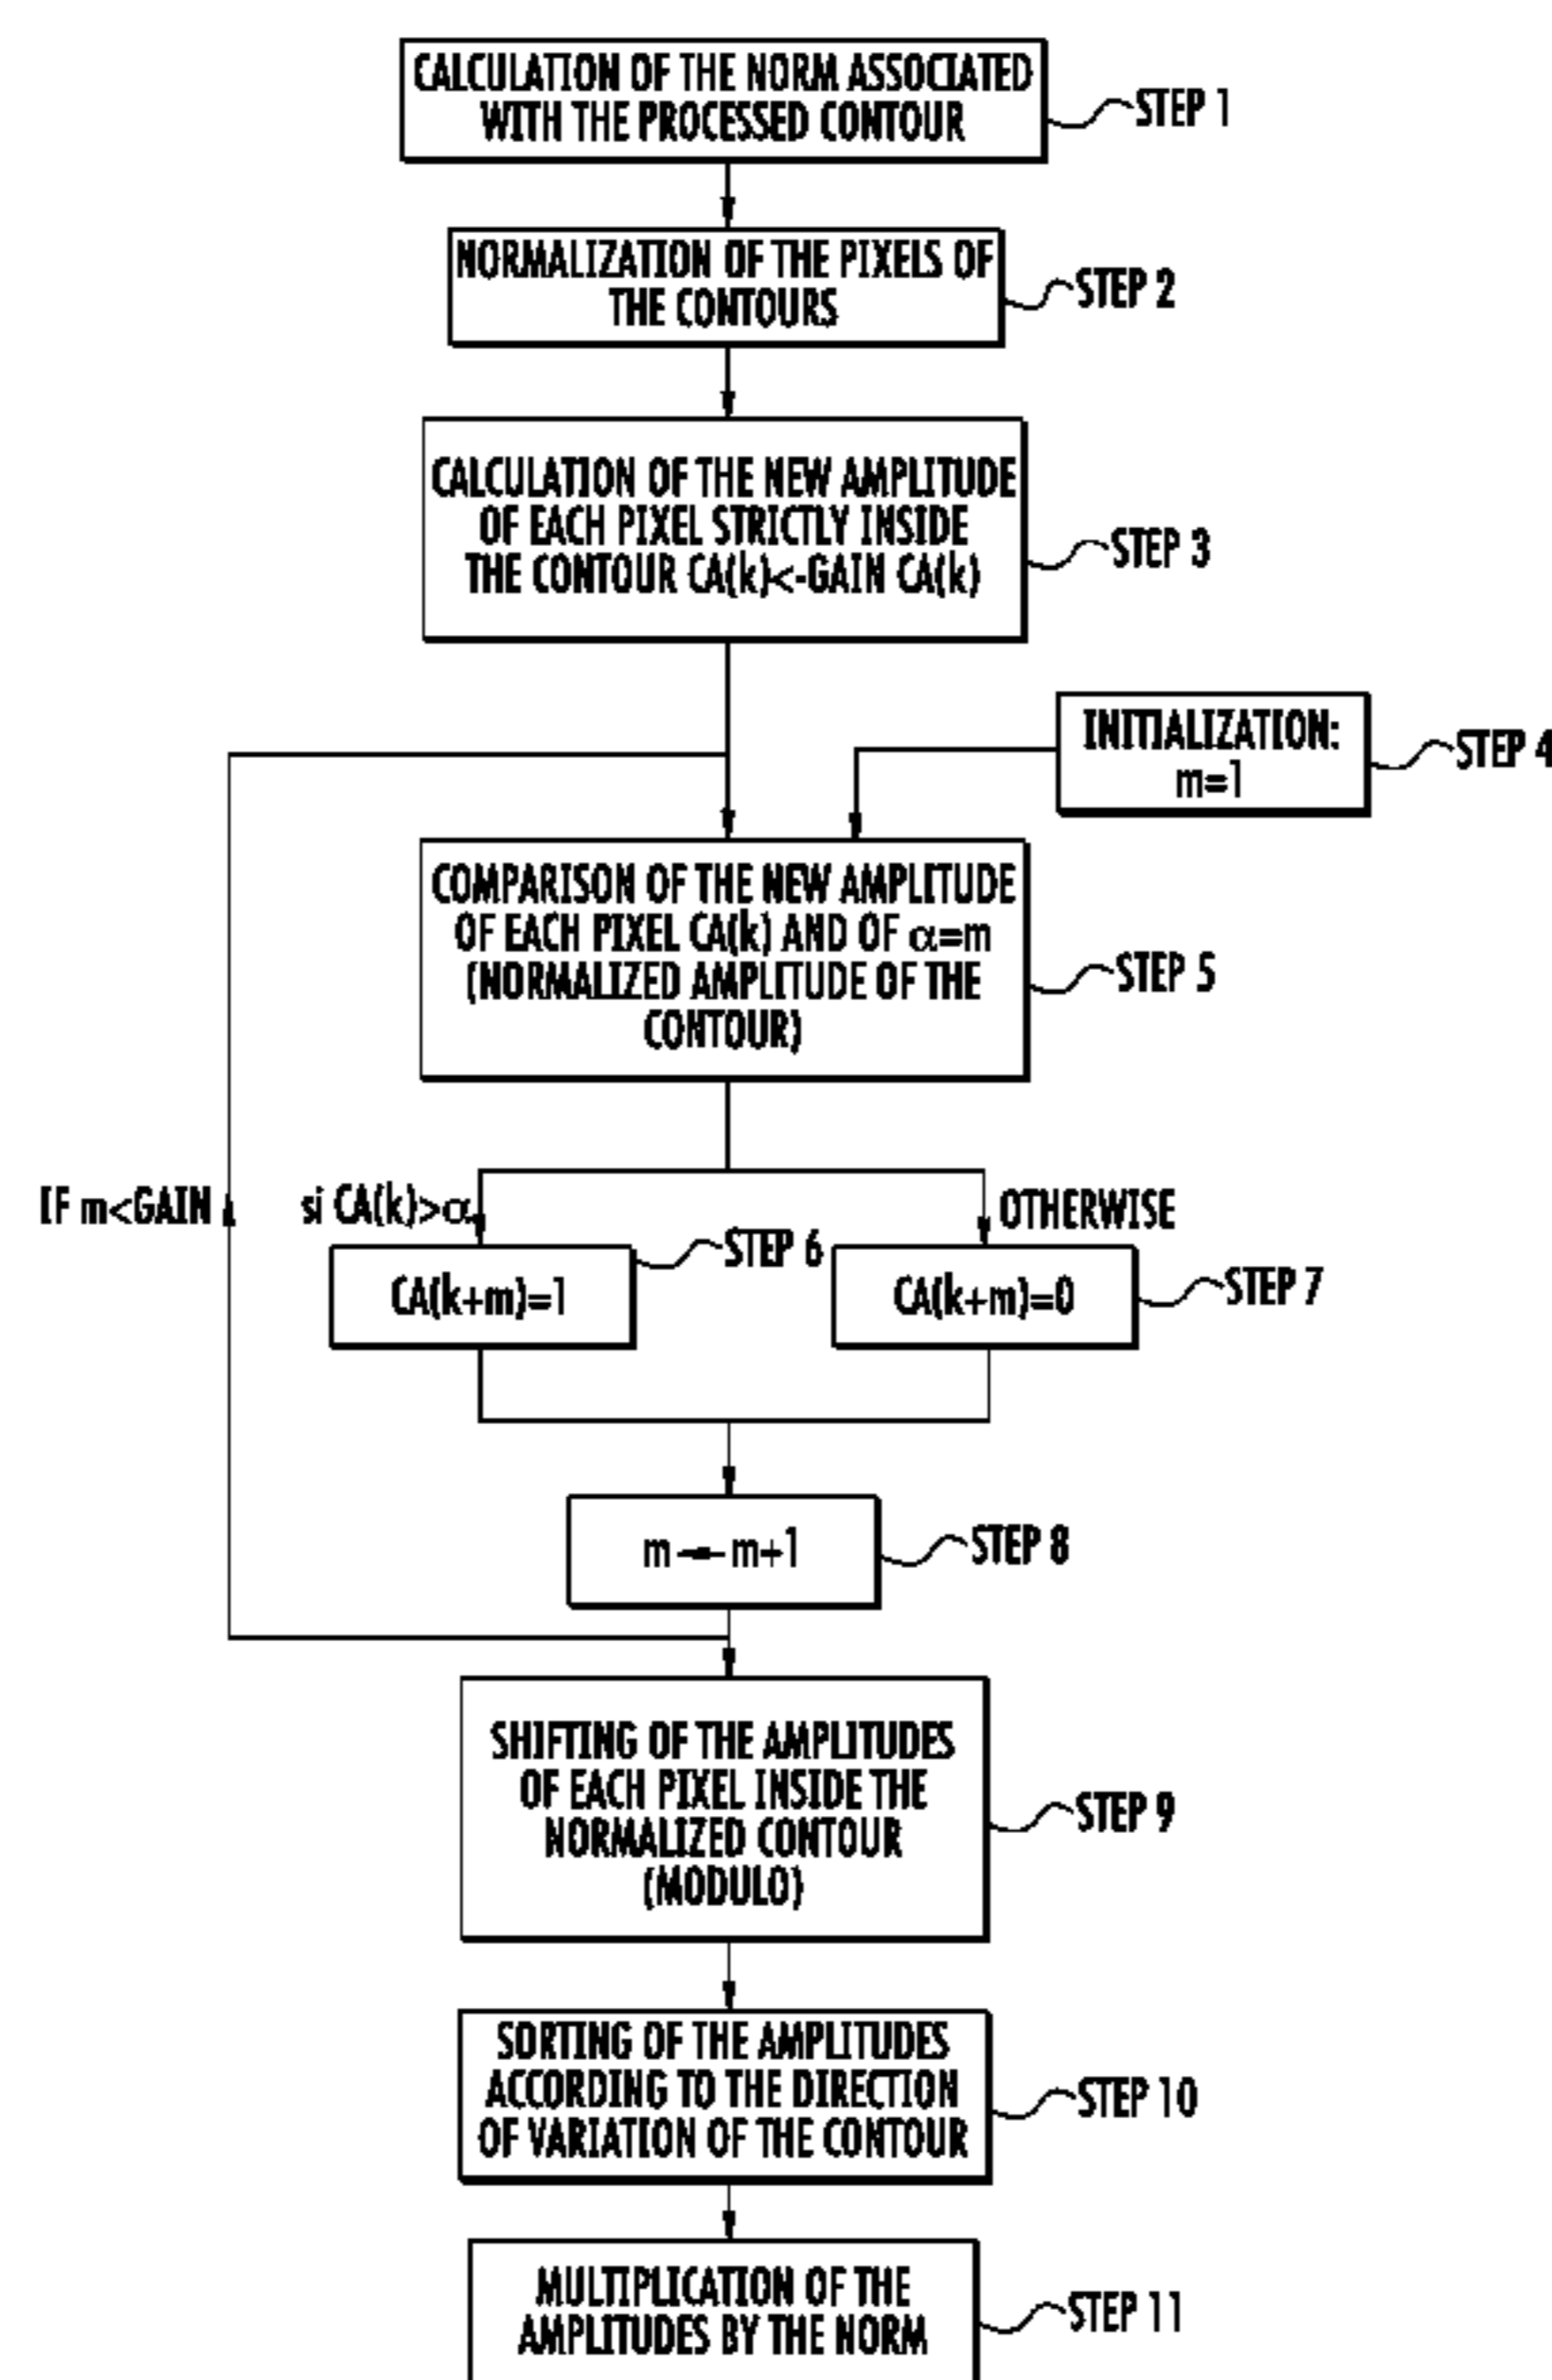 CALCULATION OF THE NORM ASSOCIATED
WITH THE PROCESSED CONTOUR
STEP 1
NORMALIZATION OF THE PIXELS OF
THE CONTOURS
STEP 2
CALCULATION OF THE NEW AMPLITUDE
OF EACH PIXEL STRICTLY INSIDE
THE CONTOUR CA(k)<-GAIN CA(k)
STEP 3
INITIALIZATION:
m=1
STEP 4
COMPARISON OF THE NEW AMPLITUDE
OF EACH PIXEL CA(k) AND OF α=m
(NORMALIZED AMPLITUDE OF THE
CONTOUR)
STEP 5
IF m<GAIN
si CA(k)>α
OTHERWISE
CA(k+m)=1
STEP 6
CA(k+m)=0
STEP 7
m ← m+1
STEP 8
SHIFTING OF THE AMPLITUDES
OF EACH PIXEL INSIDE THE
NORMALIZED CONTOUR
(MODULO)
STEP 9
SORTING OF THE AMPLITUDES
ACCORDING TO THE DIRECTION
OF VARIATION OF THE CONTOUR
STEP 10
MULTIPLICATION OF THE
AMPLITUDES BY THE NORM
STEP 11